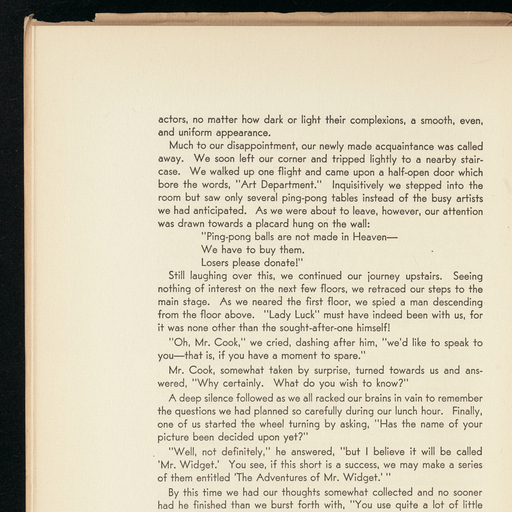 actors, no matter how dark or light their complexions, a smooth, even,
and uniform appearance.
Much to our disappointment, our newly made acquaintance was called
away. We soon left our corner and tripped lightly to a nearby stair-
case. We walked up one flight and came upon a half-open door which
bore the words, "Art Department." Inquisitively we stepped into the
room but saw only several ping-pong tables instead of the busy artists
we had anticipated. As we were about to leave, however, our attention
was drawn towards a placard hung on the wall:
"Ping-pong balls are not made in Heaven—
We have to buy them.
Losers please donate!"
Still laughing over this, we continued our journey upstairs. Seeing
nothing of interest on the next few floors, we retraced our steps to the
main stage. As we neared the first floor, we spied a man descending
from the floor above. "Lady Luck" must have indeed been with us, for
it was none other than the sought-after-one himself!
"Oh, Mr. Cook," we cried, dashing after him, "we'd like to speak to
you—that is, if you have a moment to spare."
Mr. Cook, somewhat taken by surprise, turned towards us and ans-
wered, "Why certainly. What do you wish to know?"
A deep silence followed as we all racked our brains in vain to remember
the questions we had planned so carefully during our lunch hour. Finally,
one of us started the wheel turning by asking, "Has the name of your
picture been decided upon yet?"
"Well, not definitely," he answered, "but I believe it will be called
'Mr. Widget.' You see, if this short is a success, we may make a series
of them entitled 'The Adventures of Mr. Widget.' "
By this time we had our thoughts somewhat collected and no sooner
had he finished than we burst forth with, "You use quite a lot of little